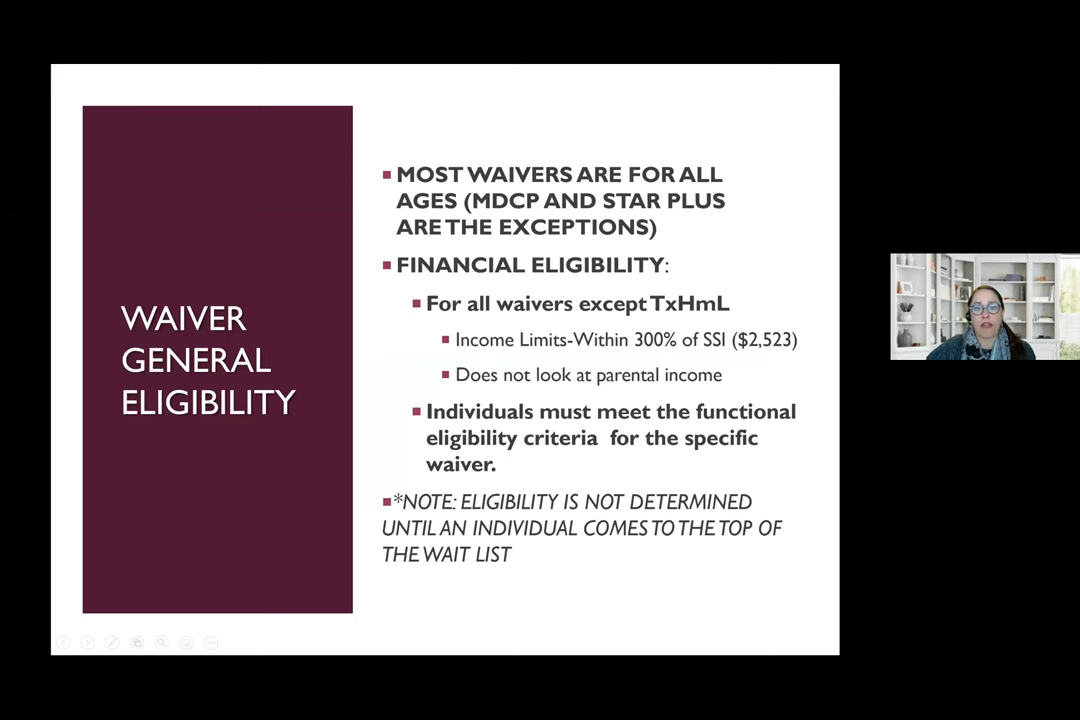 WAIVER
GENERAL
ELIGIBILITY
MOST WAIVERS ARE FOR ALL
AGES (MDCP AND STAR PLUS
ARE THE EXCEPTIONS)
FINANCIAL ELIGIBILITY:
For all waivers except TxHmL
Income Limits-Within 300% of SSI ($2,523)
Does not look at parental income
Individuals must meet the functional
eligibility criteria for the specific
waiver.
*NOTE: ELIGIBILITY IS NOT DETERMINED
UNTIL AN INDIVIDUAL COMES TO THE TOP OF
THE WAIT LIST